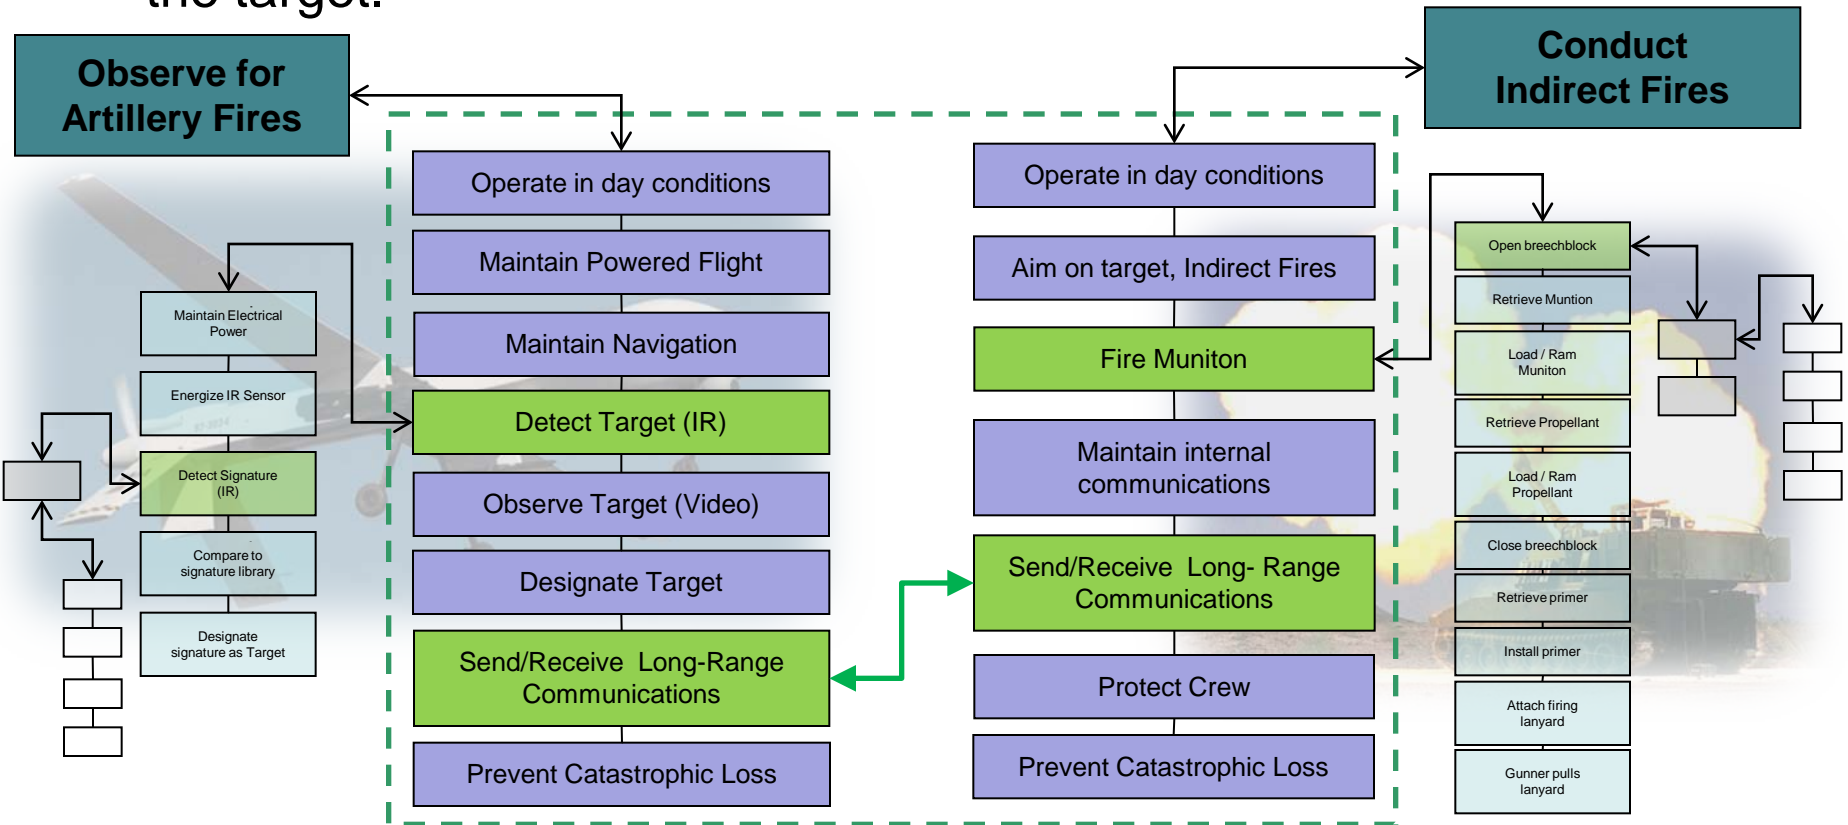 the target.
Observe for
Artillery Fires
Conduct
Indirect Fires
Operate in day conditions
Maintain Powered Flight
Maintain Navigation
Detect Target (IR)
Observe Target (Video)
Designate Target
Send/Receive Long-Range
Communications
Prevent Catastrophic Loss
Maintain Electrical
Power
Energize IR Sensor
Detect Signature
(IR)
Compare to
signature library
Designate
signature as Target
Operate in day conditions
Aim on target, Indirect Fires
Fire Muniton
Maintain internal
communications
Send/Receive Long- Range
Communications
Protect Crew
Prevent Catastrophic Loss
Open breechblock
Retrieve Muntion
Load / Ram
Muniton
Retrieve Propellant
Load / Ram
Propellant
Close breechblock
Retrieve primer
Install primer
Attach firing
lanyard
Gunner pulls
lanyard